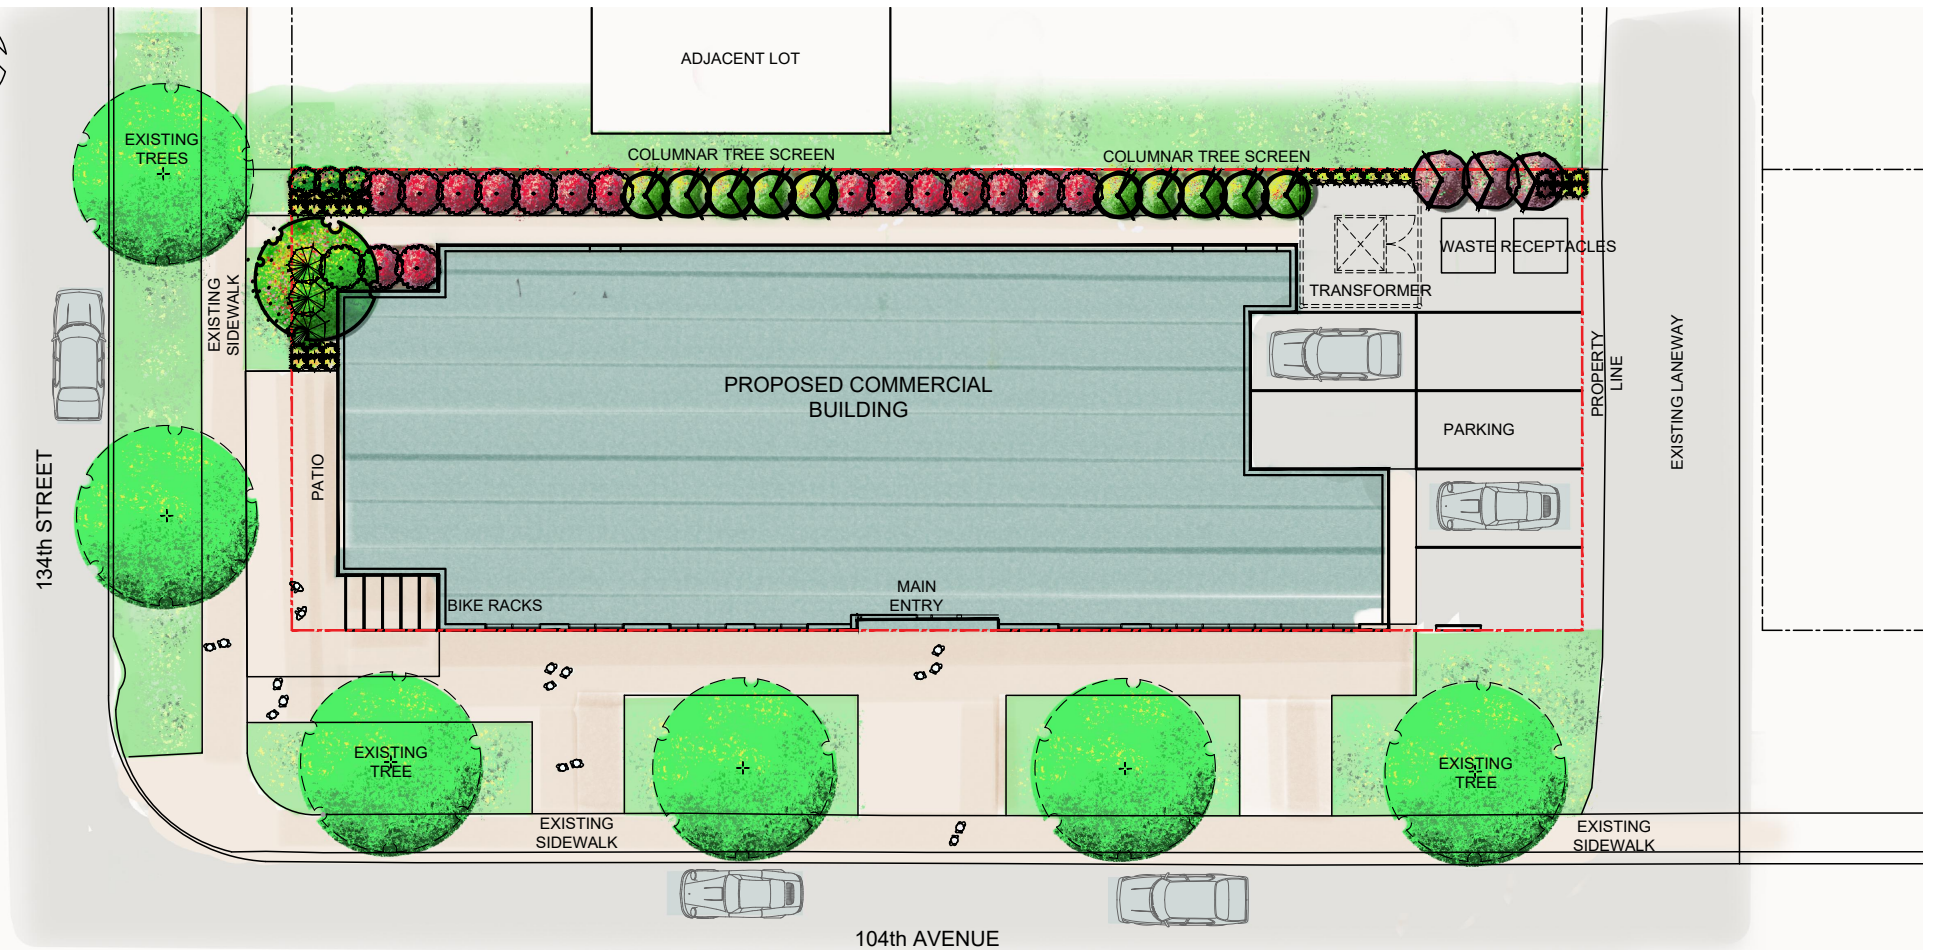 ADJACENT LOT
EXISTING
TREES
COLUMNAR TREE SCREEN
COLUMNAR TREE SCREEN
WASTE RECEPTACLES
TRANSFORMER
EXISTING
SIDEWALK
PROPOSED COMMERCIAL
BUILDING
PROPERTY
LINE
EXISTING LANEWAY
PARKING
PATIO
134th STREET
BIKE RACKS
MAIN
ENTRY
EXISTING
TREE
EXISTING
TREE
EXISTING
SIDEWALK
EXISTING
SIDEWALK
104th AVENUE